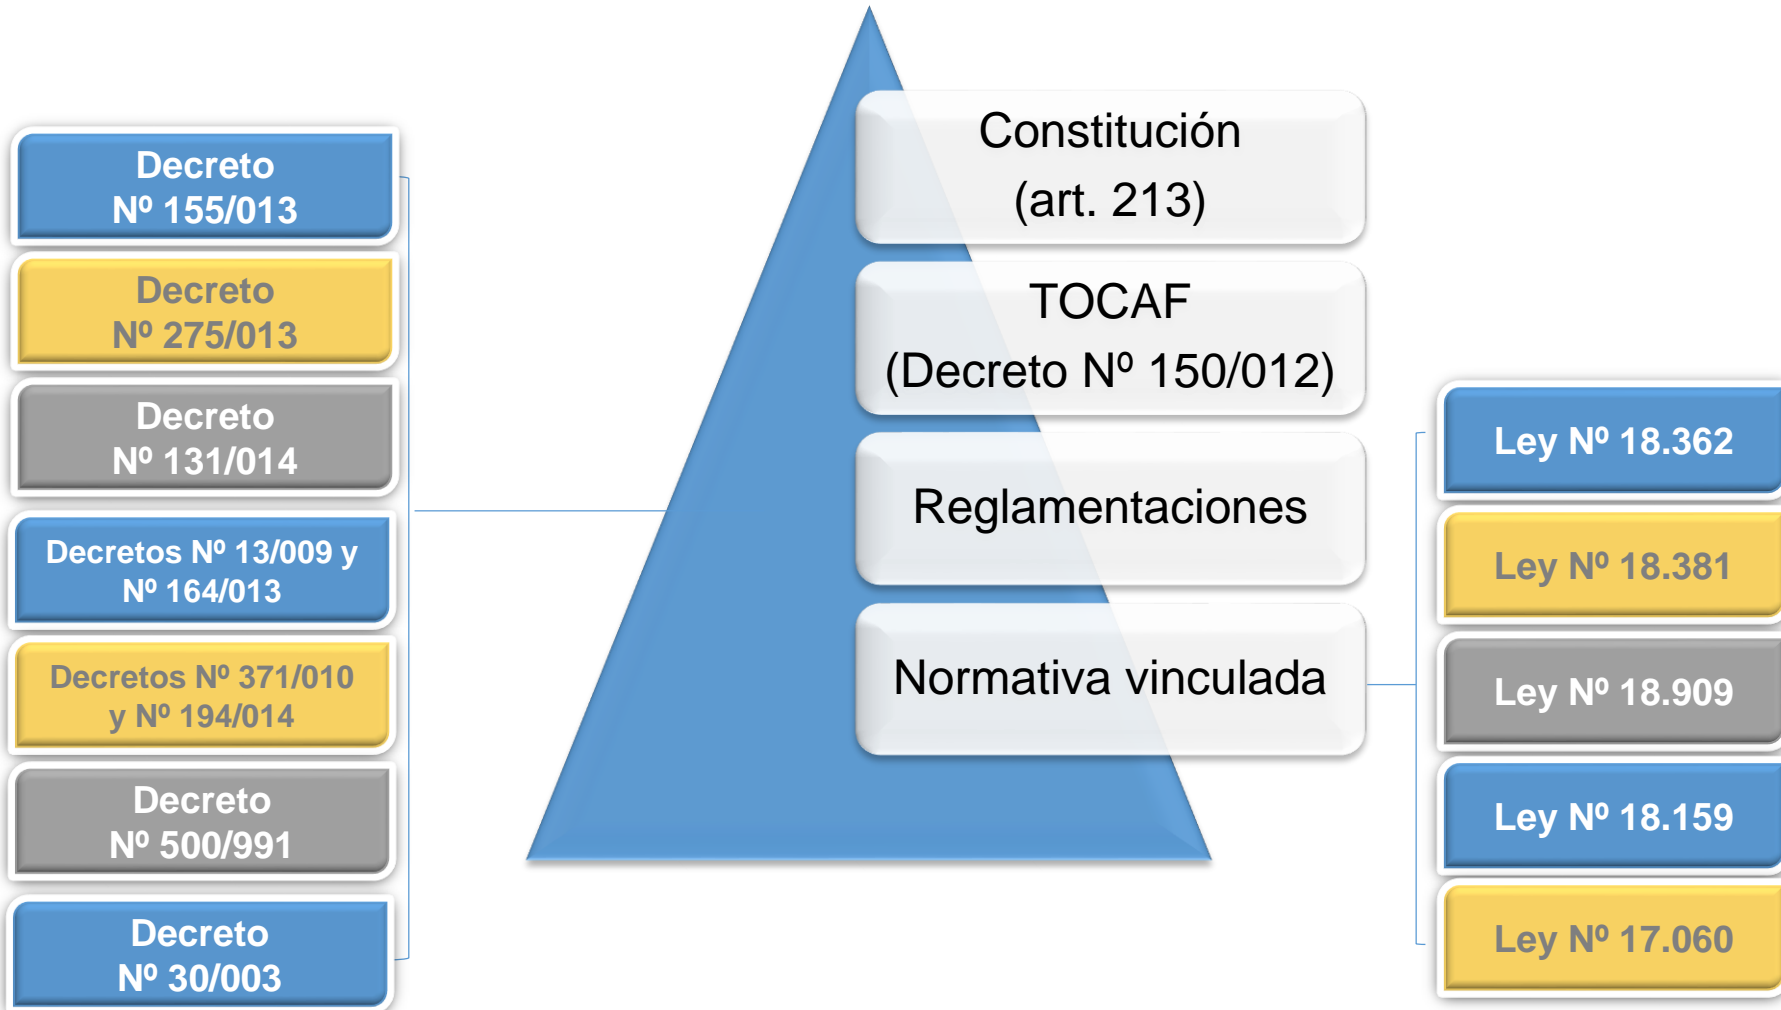 Decreto
Nº 155/013
Decreto
Nº 275/013
Decreto
Nº 131/014
Decretos Nº 13/009 y
Nº 164/013
Decretos Nº 371/010
y Nº 194/014
Decreto
Nº 500/991
Decreto
Nº 30/003
Constitución
(art. 213)
TOCAF
(Decreto Nº 150/012)
Reglamentaciones
Normativa vinculada
Ley Nº 18.362
Ley Nº 18.381
Ley Nº 18.909
Ley Nº 18.159
Ley Nº 17.060